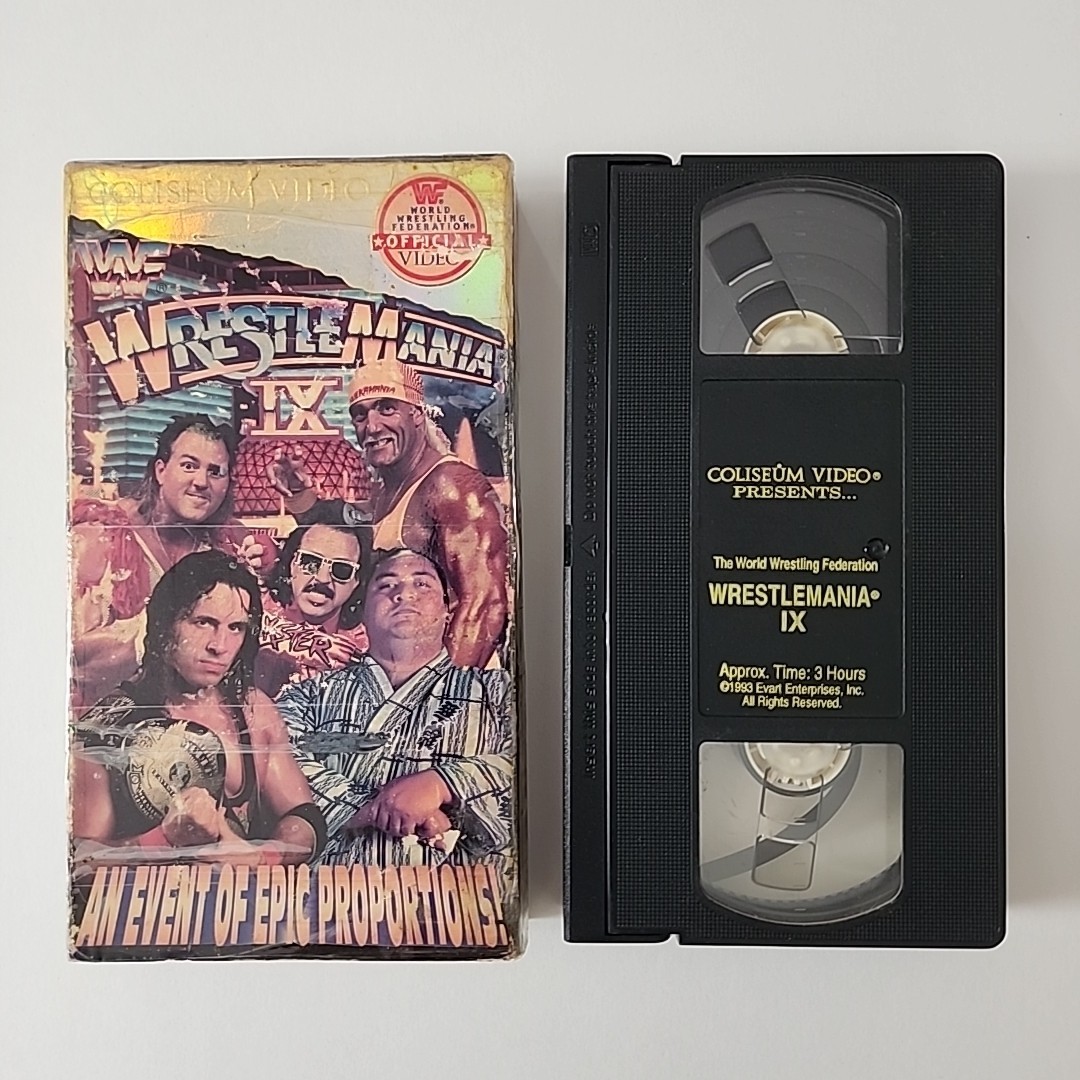 COLISEUM VIDEO
WF
WORLD
WRESTLING
FEDERATION®
OFFICIAL
VIDEO
WRESTLEMANIA
IX
AN EVENT OF EPIC PROPORTIONS!
COLISEUM VIDEO®
PRESENTS...
The World Wrestling Federation
WRESTLEMANIA®
IX
Approx. Time: 3 Hours
©1993 Evart Enterprises, Inc.
All Rights Reserved.